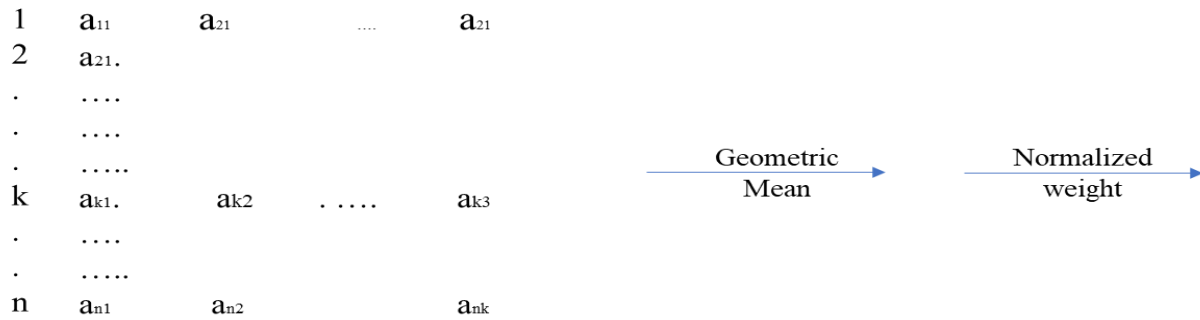 1 a11 a21 .... a21
2 a21.
. ....
. ....
. .....
Geometric Mean
Normalized weight
k ak1. ak2 . ..... ak3
. ....
. .....
n an1 an2 ank